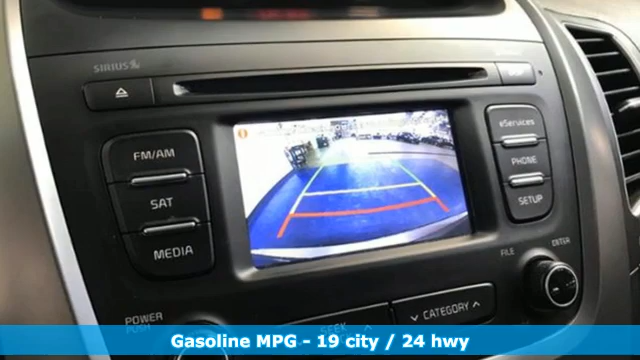 SIRIUS
DISP
FM/AM
SAT
MEDIA
eServices
PHONE
SETUP
FILE
ENTER
POWER
PUSH
SEEK
CATEGORY
Gasoline MPG - 19 city / 24 hwy